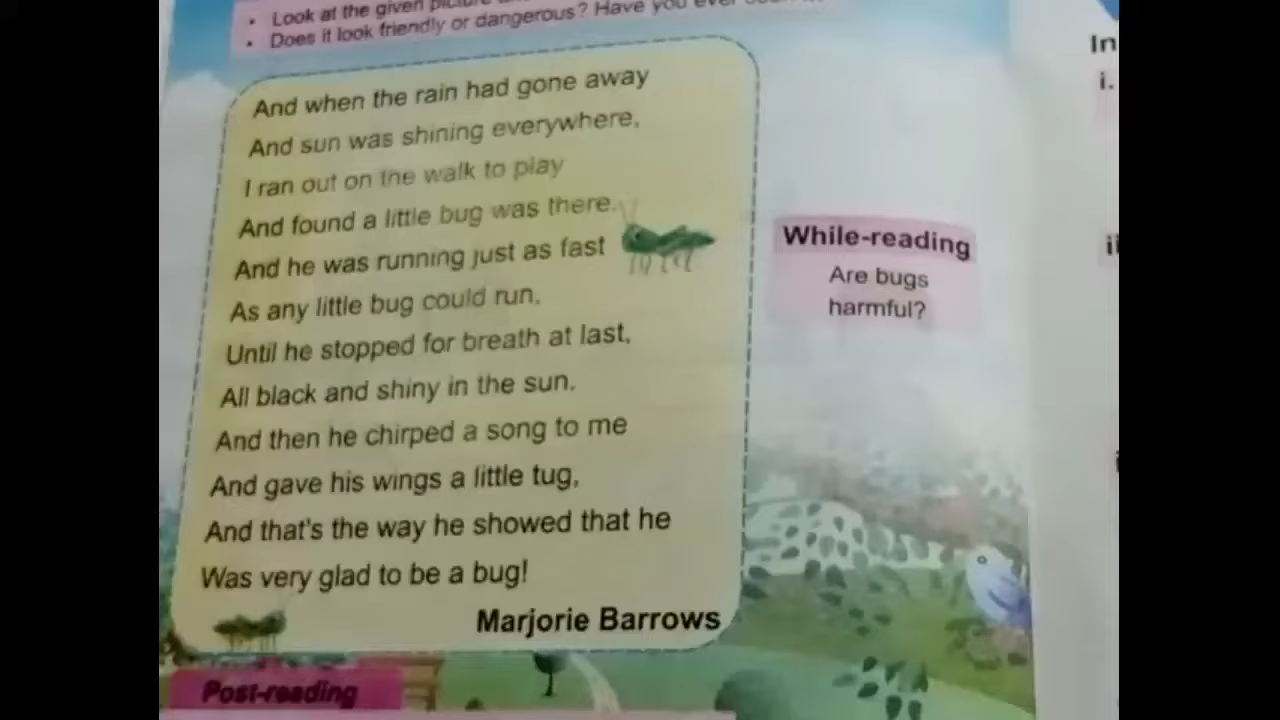 • Look at the given
• Does it look friendly or dangerous? Have you ever
And when the rain had gone away
And sun was shining everywhere,
I ran out on the walk to play
And found a little bug was there.
And he was running just as fast
As any little bug could run,
Until he stopped for breath at last,
All black and shiny in the sun.
And then he chirped a song to me
And gave his wings a little tug,
And that's the way he showed that he
Was very glad to be a bug!
Marjorie Barrows
While-reading
Are bugs
harmful?
Post-reading
In
i.